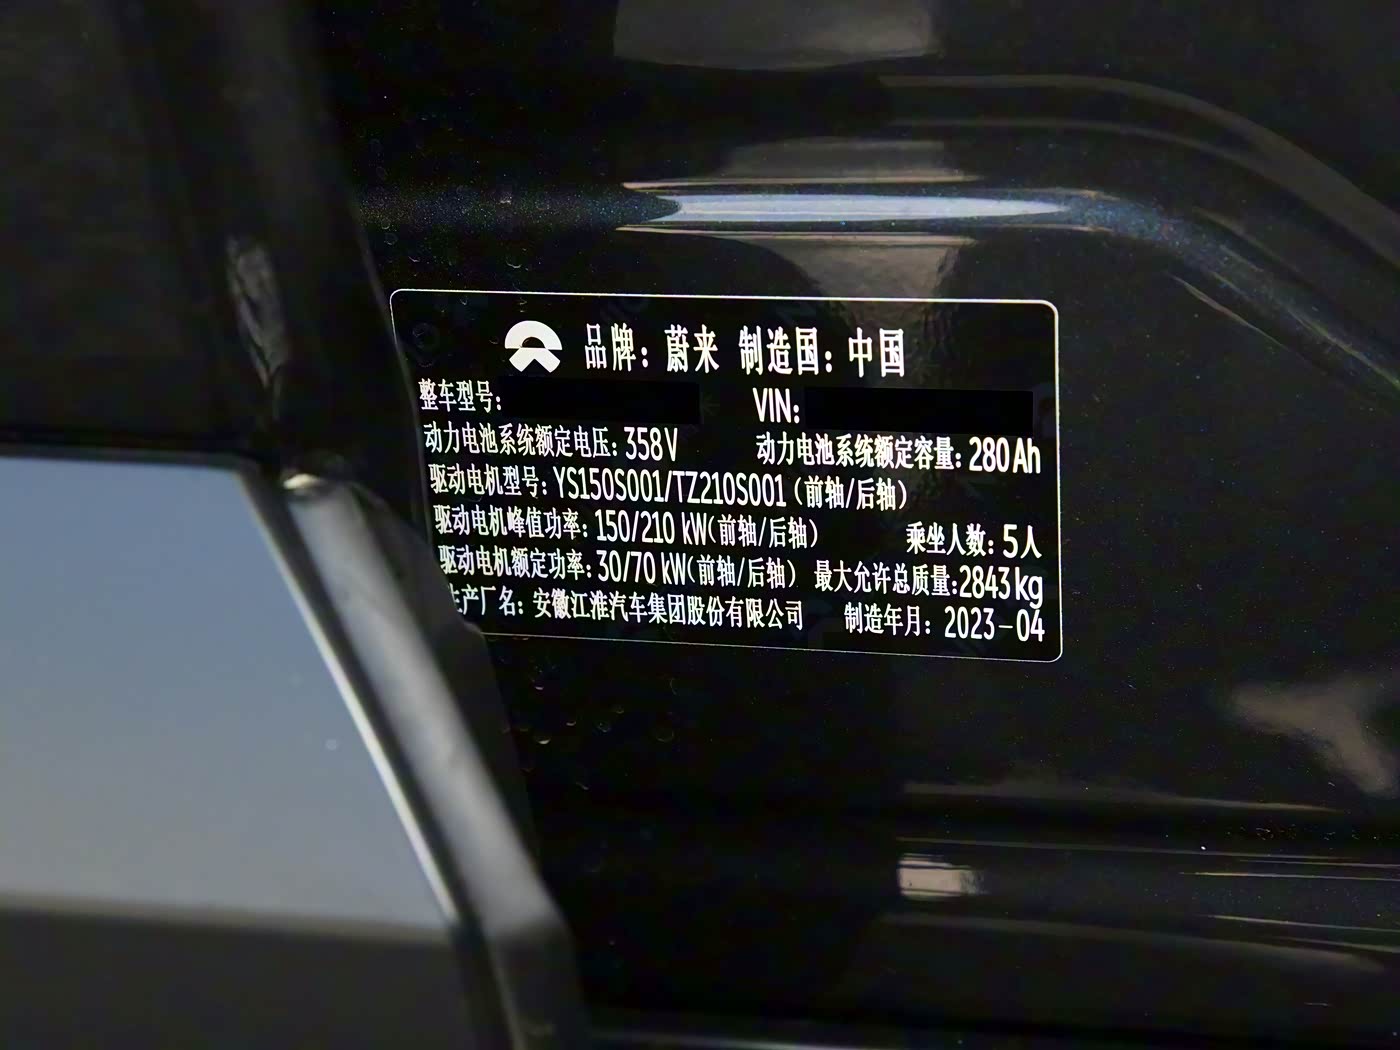 品牌：蔚来 制造国：中国
整车型号： VIN：
动力电池系统额定电压：358V 动力电池系统额定容量：280Ah
驱动电机型号：YS150S001/TZ210S001（前轴/后轴）
驱动电机峰值功率：150/210 kW（前轴/后轴） 乘坐人数：5人
驱动电机额定功率：30/70 kW（前轴/后轴） 最大允许总质量：2843kg
生产厂名：安徽江淮汽车集团股份有限公司 制造年月：2023-04